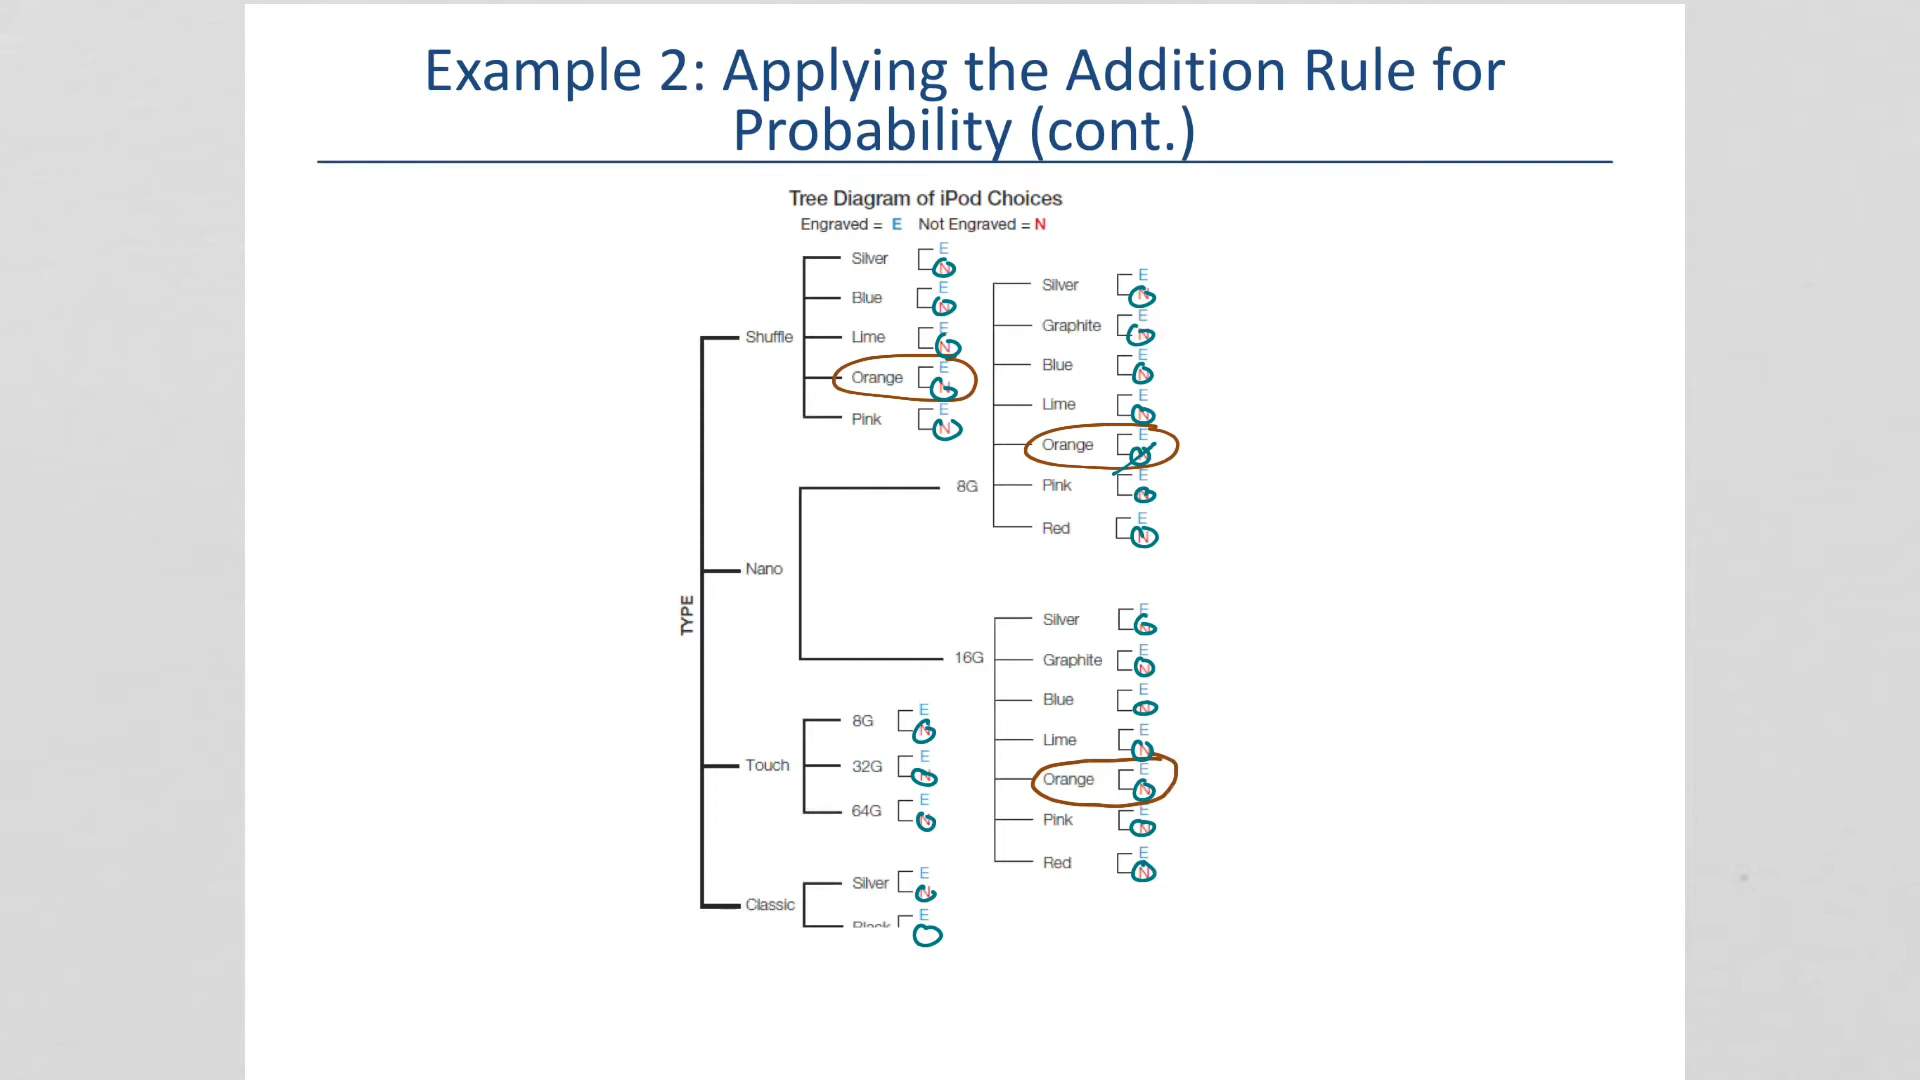 Example 2: Applying the Addition Rule for
Probability (cont.)
Tree Diagram of iPod Choices
Engraved = E Not Engraved = N
TYPE
Shuffle
Silver E N
Blue E N
Lime E N
Orange E N
Pink E N
Nano
8G
Silver E N
Graphite E N
Blue E N
Lime E N
Orange E N
Pink E N
Red E N
16G
Silver E N
Graphite E N
Blue E N
Lime E N
Orange E N
Pink E N
Red E N
Touch
8G E N
32G E N
64G E N
Classic
Silver E N
Black E